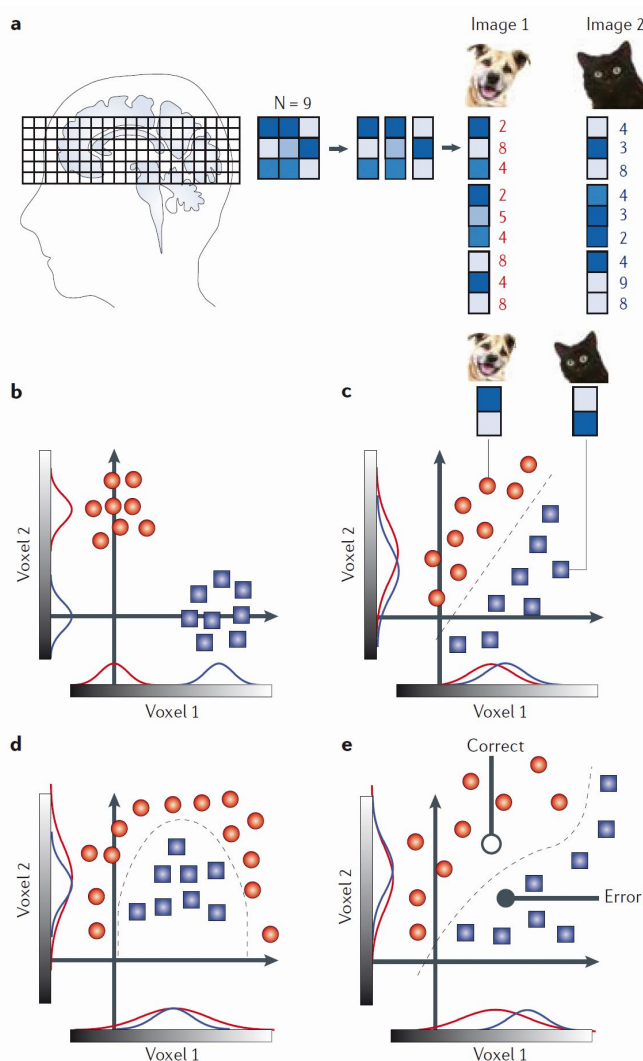 a
Image 1
Image 2
N = 9
2
8
4
2
5
4
8
4
8
4
3
8
4
3
2
4
9
8
b
Voxel 2
Voxel 1
c
Voxel 2
Voxel 1
d
Voxel 2
Voxel 1
e
Correct
Error
Voxel 2
Voxel 1